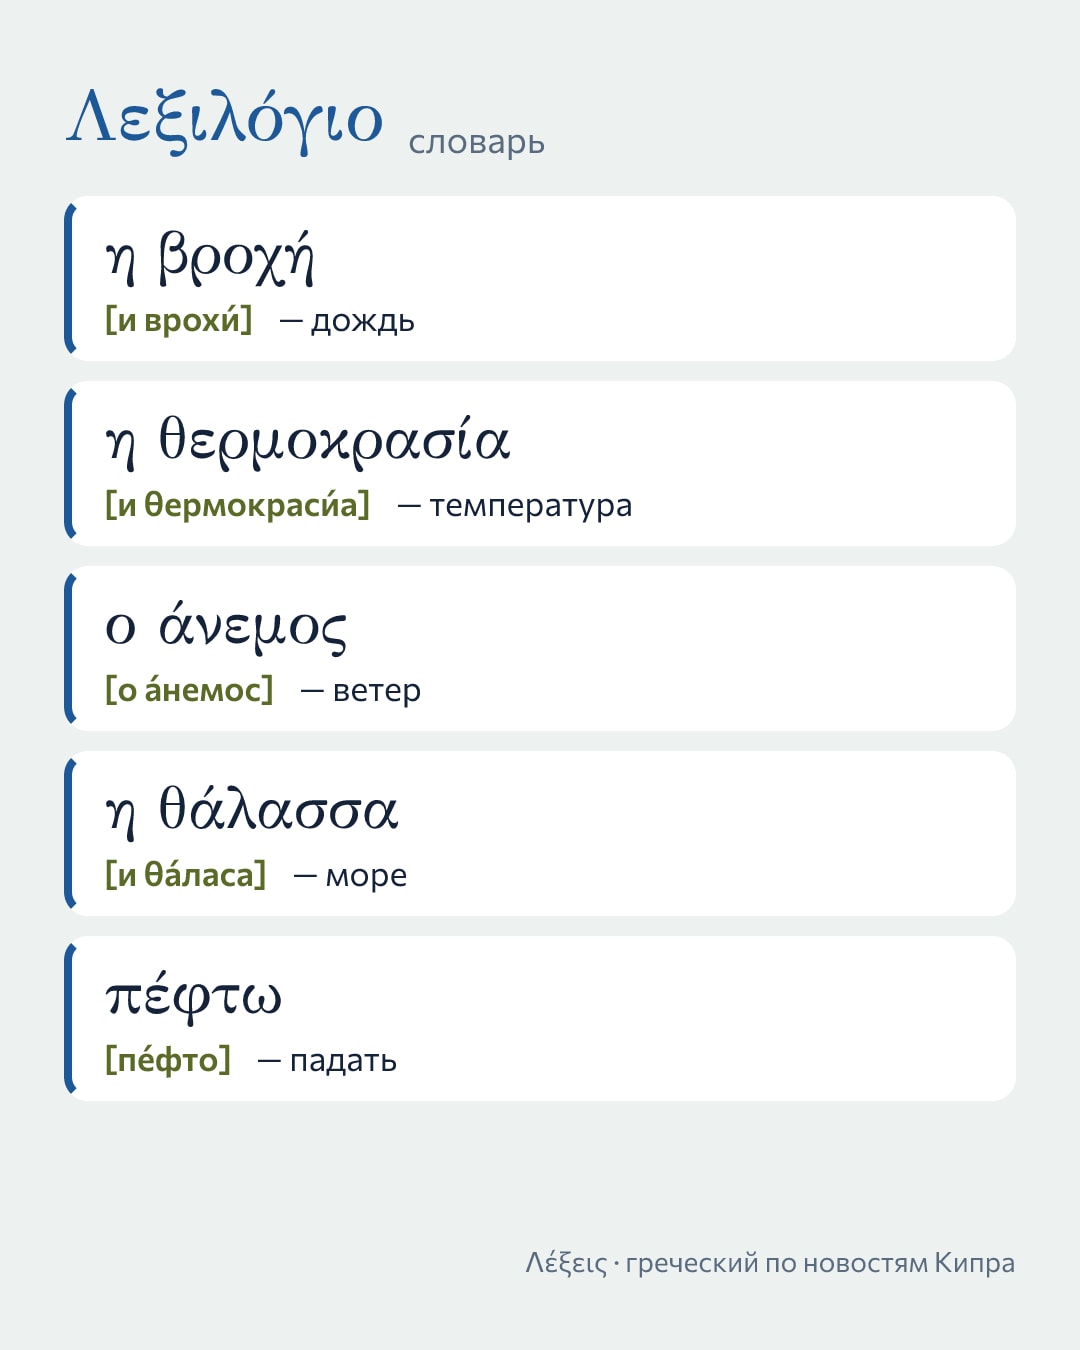 Λεξιλόγιο словарь
η βροχή
[и врохи́] — дождь
η θερμοκρασία
[и θермокраси́а] — температура
ο άνεμος
[о а́немос] — ветер
η θάλασσα
[и θа́ласа] — море
πέφτω
[пе́фто] — падать
Λέξεις · греческий по новостям Кипра